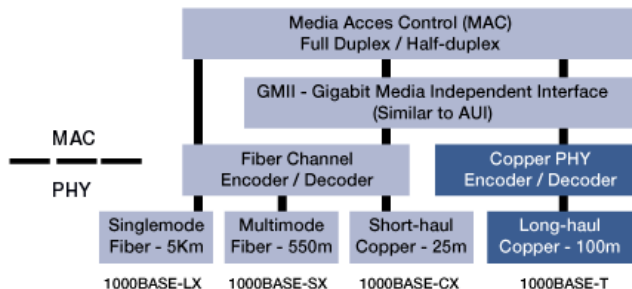 Media Acces Control (MAC)
Full Duplex / Half-duplex
GMII - Gigabit Media Independent Interface
(Similar to AUI)
MAC
PHY
Fiber Channel
Encoder / Decoder
Copper PHY
Encoder / Decoder
Singlemode
Fiber - 5Km
Multimode
Fiber - 550m
Short-haul
Copper - 25m
Long-haul
Copper - 100m
1000BASE-LX
1000BASE-SX
1000BASE-CX
1000BASE-T